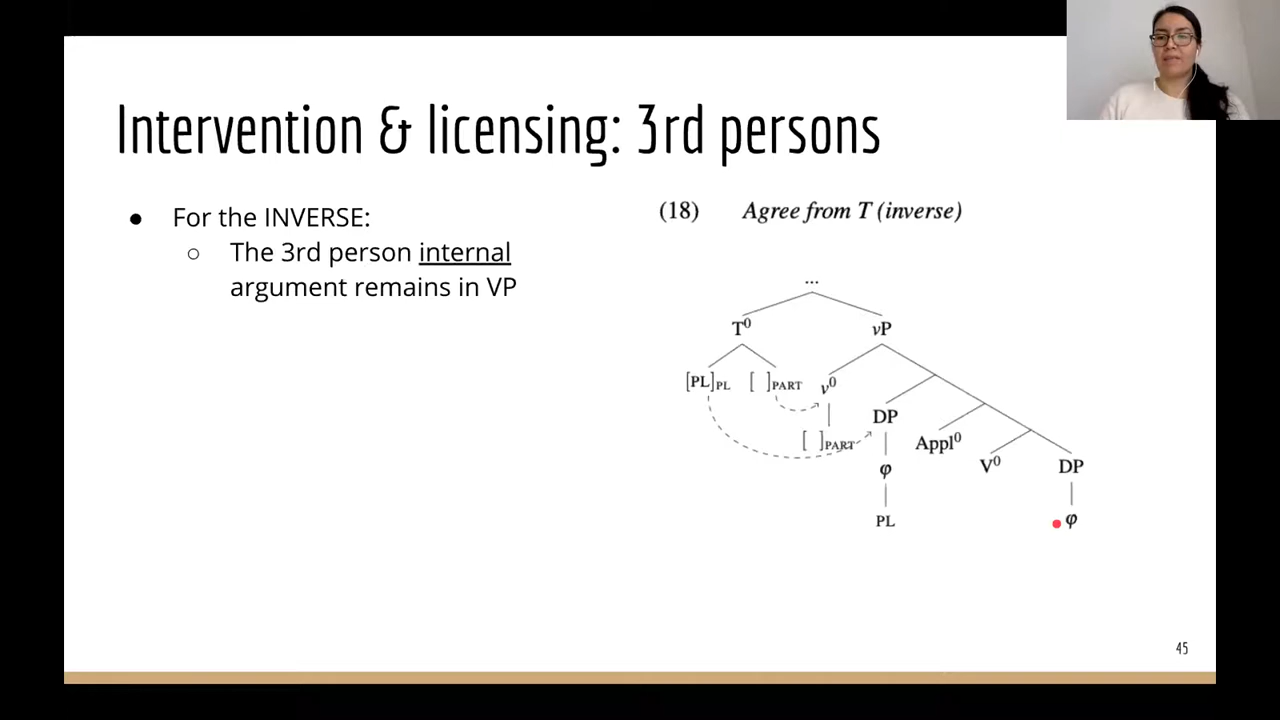 Intervention & licensing: 3rd persons
● For the INVERSE:
○ The 3rd person internal
argument remains in VP
(18) Agree from T (inverse)
...
T⁰ vP
[PL]PL [ ]PART v⁰
DP
[ ]PART Appl⁰
V⁰ DP
φ
PL φ
45